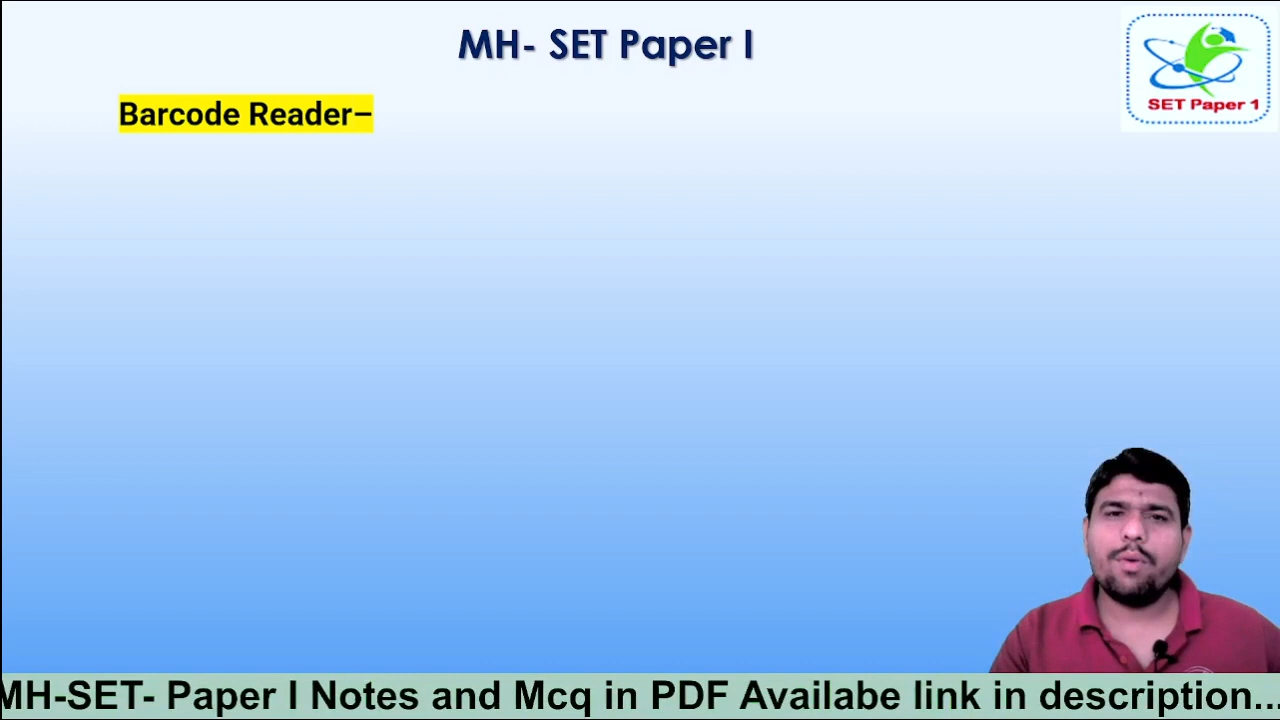 MH- SET Paper I
SET Paper 1
Barcode Reader–
MH-SET- Paper I Notes and Mcq in PDF Availabe link in description...